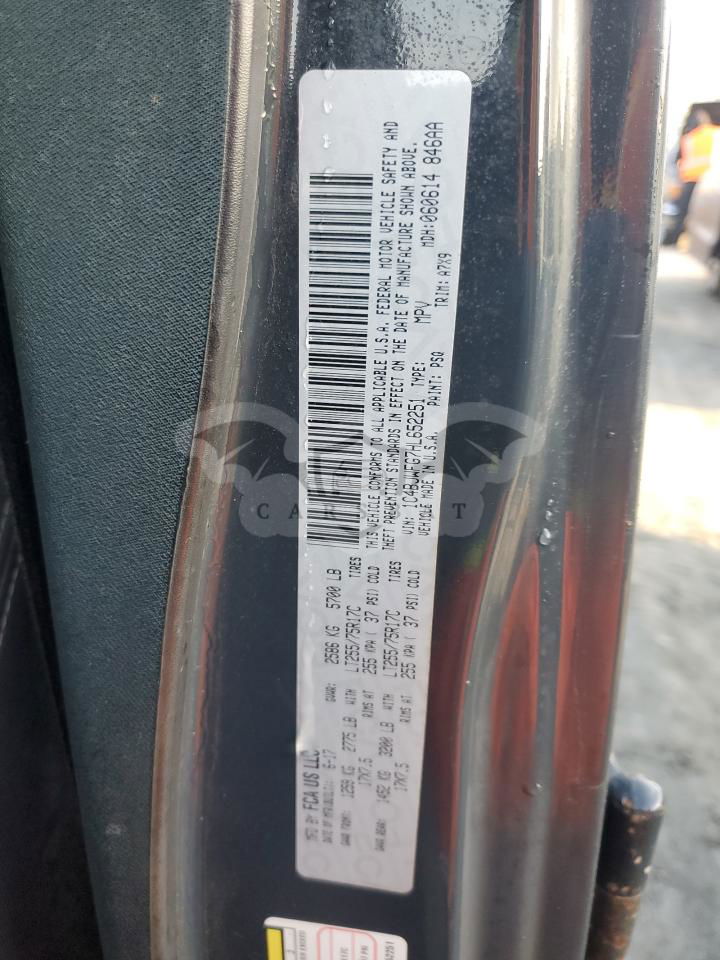 MFD BY FCA US LLC
DATE OF MFR 6-17 GVWR: 2586 KG 5700 LB
GAWR FRONT: 1259 KG 2775 LB WITH LT255/75R17C TIRES
17X7.5 RIMS AT 255 KPA ( 37 PSI) COLD
GAWR REAR: 1452 KG 3200 LB WITH LT255/75R17C TIRES
17X7.5 RIMS AT 255 KPA ( 37 PSI) COLD
THIS VEHICLE CONFORMS TO ALL APPLICABLE U.S.A. FEDERAL MOTOR VEHICLE SAFETY AND
THEFT PREVENTION STANDARDS IN EFFECT ON THE DATE OF MANUFACTURE SHOWN ABOVE.
VIN: 1C4BJWFG7HL652251 TYPE: MPV MDH:060614 846AA
VEHICLE MADE IN U.S.A. PAINT: PSQ TRIM: A7X9